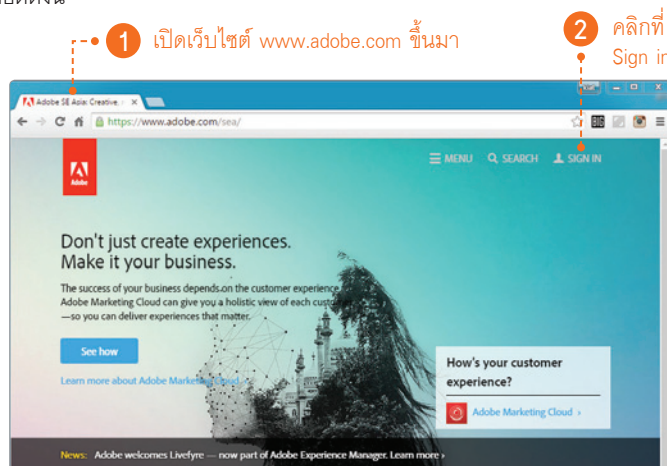 1 เปิดเว็บไซต์ www.adobe.com ขึ้นมา
2 คลิกที่
Sign in
Adobe SE Asia: Creative,
https://www.adobe.com/sea/
Adobe
MENU SEARCH SIGN IN
Don't just create experiences.
Make it your business.
The success of your business depends on the customer experience.
Adobe Marketing Cloud can give you a holistic view of each customer
—so you can deliver experiences that matter.
See how
Learn more about Adobe Marketing Cloud ›
How's your customer
experience?
Adobe Marketing Cloud ›
News: Adobe welcomes Livefyre — now part of Adobe Experience Manager. Learn more ›